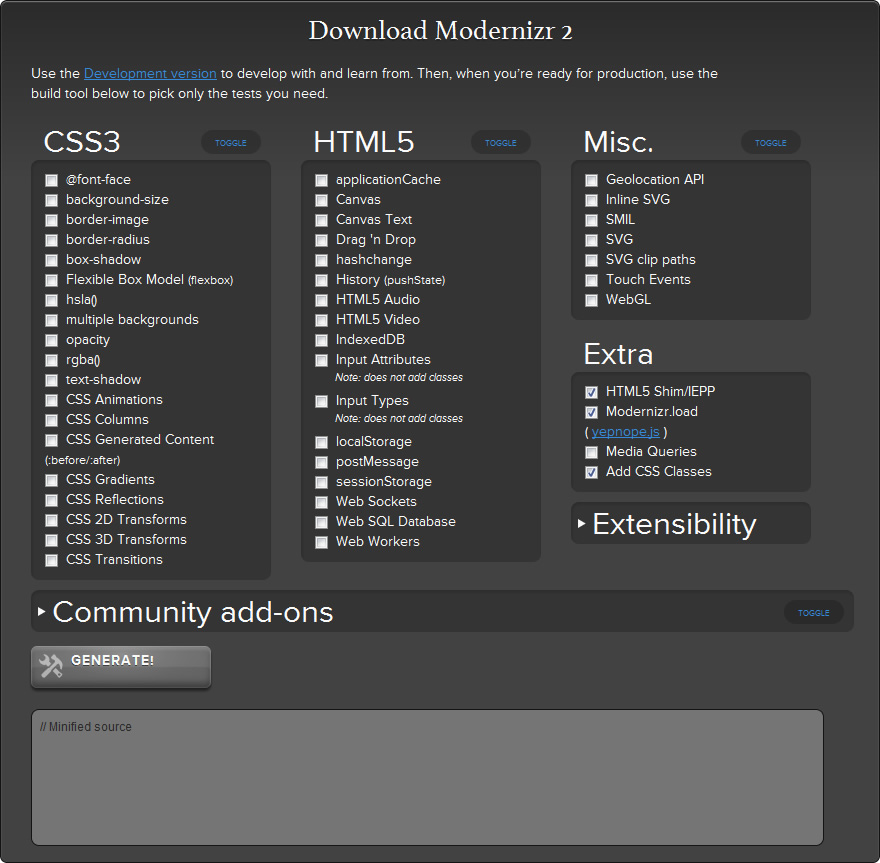 Download Modernizr 2
Use the Development version to develop with and learn from. Then, when you're ready for production, use the
build tool below to pick only the tests you need.
CSS3
TOGGLE
@font-face
background-size
border-image
border-radius
box-shadow
Flexible Box Model (flexbox)
hsla()
multiple backgrounds
opacity
rgba()
text-shadow
CSS Animations
CSS Columns
CSS Generated Content
(:before/:after)
CSS Gradients
CSS Reflections
CSS 2D Transforms
CSS 3D Transforms
CSS Transitions
HTML5
TOGGLE
applicationCache
Canvas
Canvas Text
Drag 'n Drop
hashchange
History (pushState)
HTML5 Audio
HTML5 Video
IndexedDB
Input Attributes
Note: does not add classes
Input Types
Note: does not add classes
localStorage
postMessage
sessionStorage
Web Sockets
Web SQL Database
Web Workers
Misc.
TOGGLE
Geolocation API
Inline SVG
SMIL
SVG
SVG clip paths
Touch Events
WebGL
Extra
HTML5 Shim/IEPP
Modernizr.load
( yepnope.js )
Media Queries
Add CSS Classes
Extensibility
Community add-ons
TOGGLE
GENERATE!
// Minified source